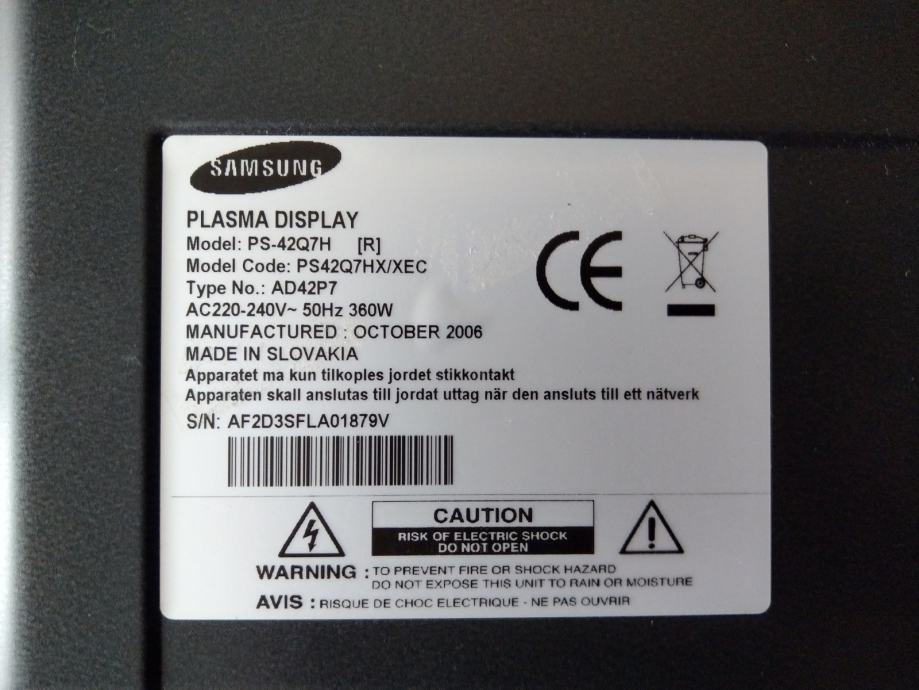 SAMSUNG
PLASMA DISPLAY
Model: PS-42Q7H [R]
Model Code: PS42Q7HX/XEC
Type No.: AD42P7
AC220-240V~ 50Hz 360W
MANUFACTURED : OCTOBER 2006
MADE IN SLOVAKIA
Apparatet ma kun tilkoples jordet stikkontakt
Apparaten skall anslutas till jordat uttag när den ansluts till ett nätverk
S/N: AF2D3SFLA01879V
CE
CAUTION
RISK OF ELECTRIC SHOCK
DO NOT OPEN
WARNING : TO PREVENT FIRE OR SHOCK HAZARD
DO NOT EXPOSE THIS UNIT TO RAIN OR MOISTURE
AVIS : RISQUE DE CHOC ELECTRIQUE - NE PAS OUVRIR